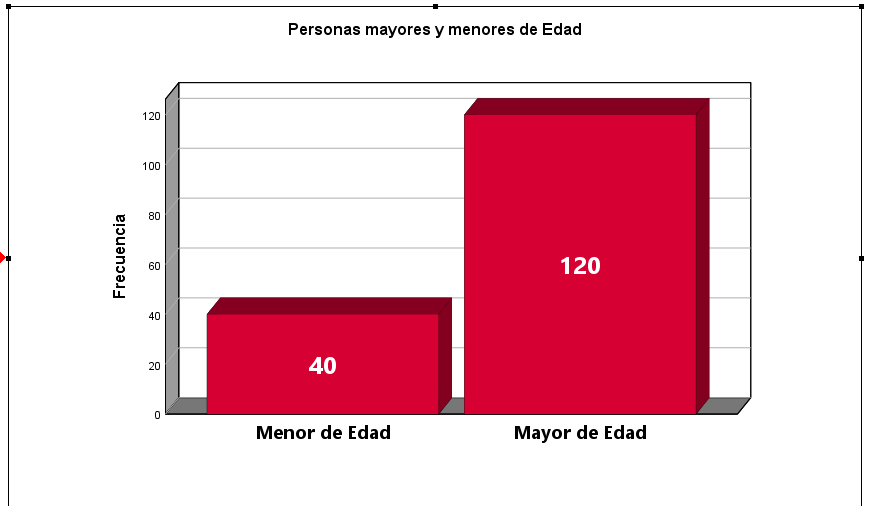 Personas mayores y menores de Edad
Frecuencia
120
100
80
60
40
20
0
40
120
Menor de Edad
Mayor de Edad